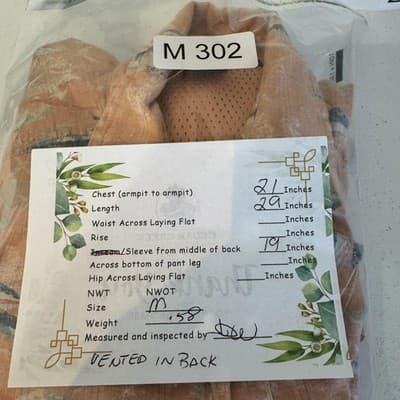 M 302
Chest (armpit to armpit) 21 Inches
Length 29 Inches
Waist Across Laying Flat Inches
Rise Inches
/Sleeve from middle of back 19 Inches
Across bottom of pant leg Inches
Hip Across Laying Flat Inches
NWT NWOT
Size M
Weight .58
Measured and inspected by
VENTED IN BACK